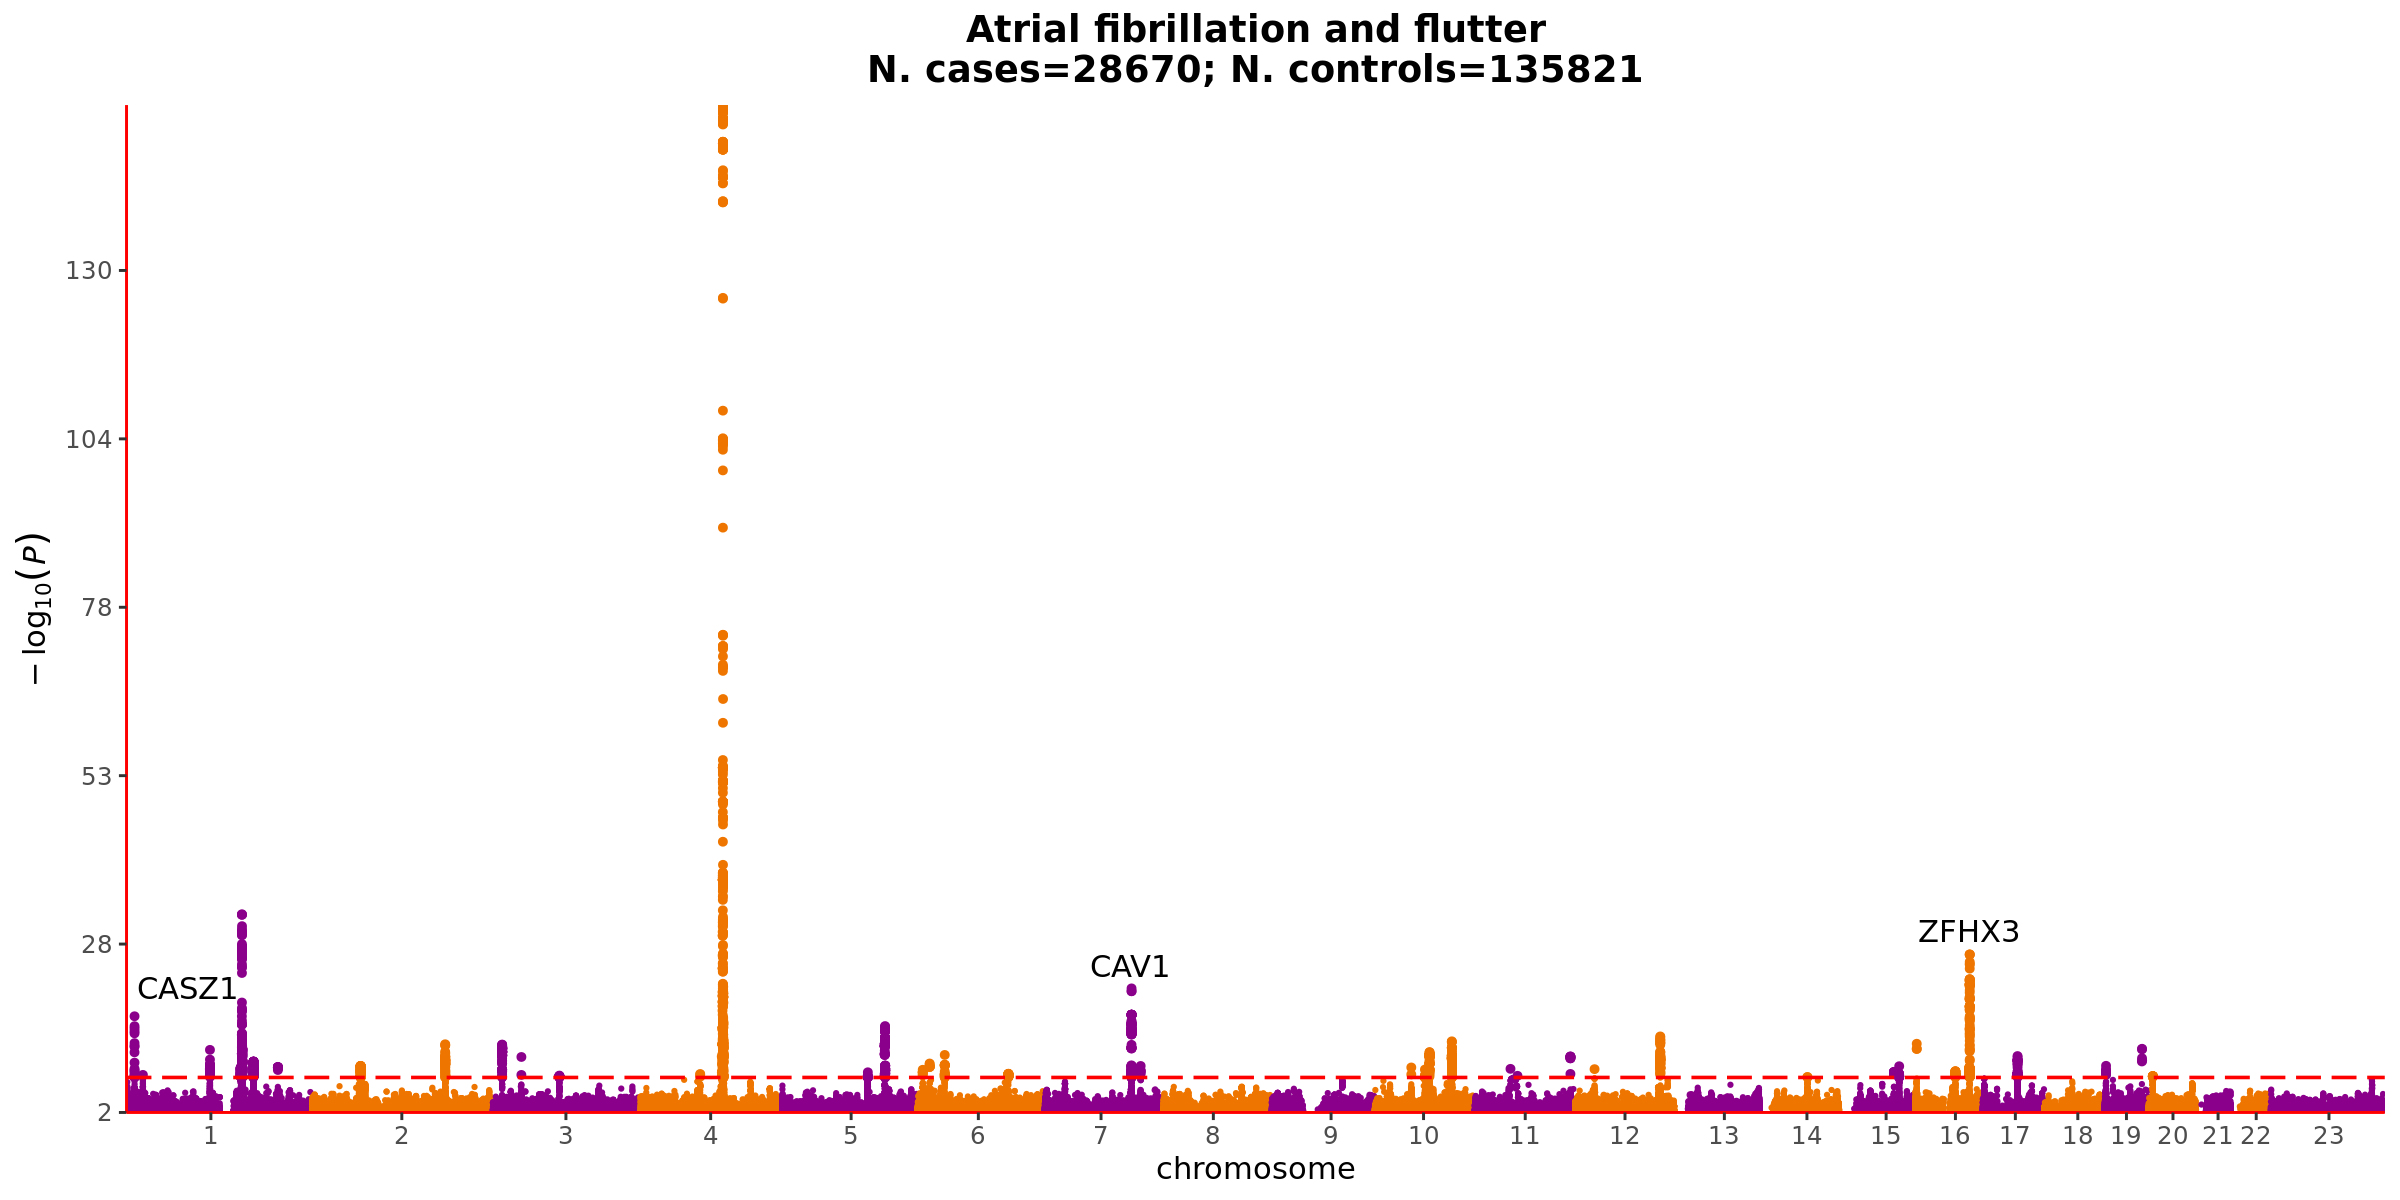 Atrial fibrillation and flutter
N. cases=28670; N. controls=135821
130
104
78
53
28
2
−log10(P)
CASZ1
CAV1
ZFHX3
1 2 3 4 5 6 7 8 9 10 11 12 13 14 15 16 17 18 19 20 21 22 23
chromosome